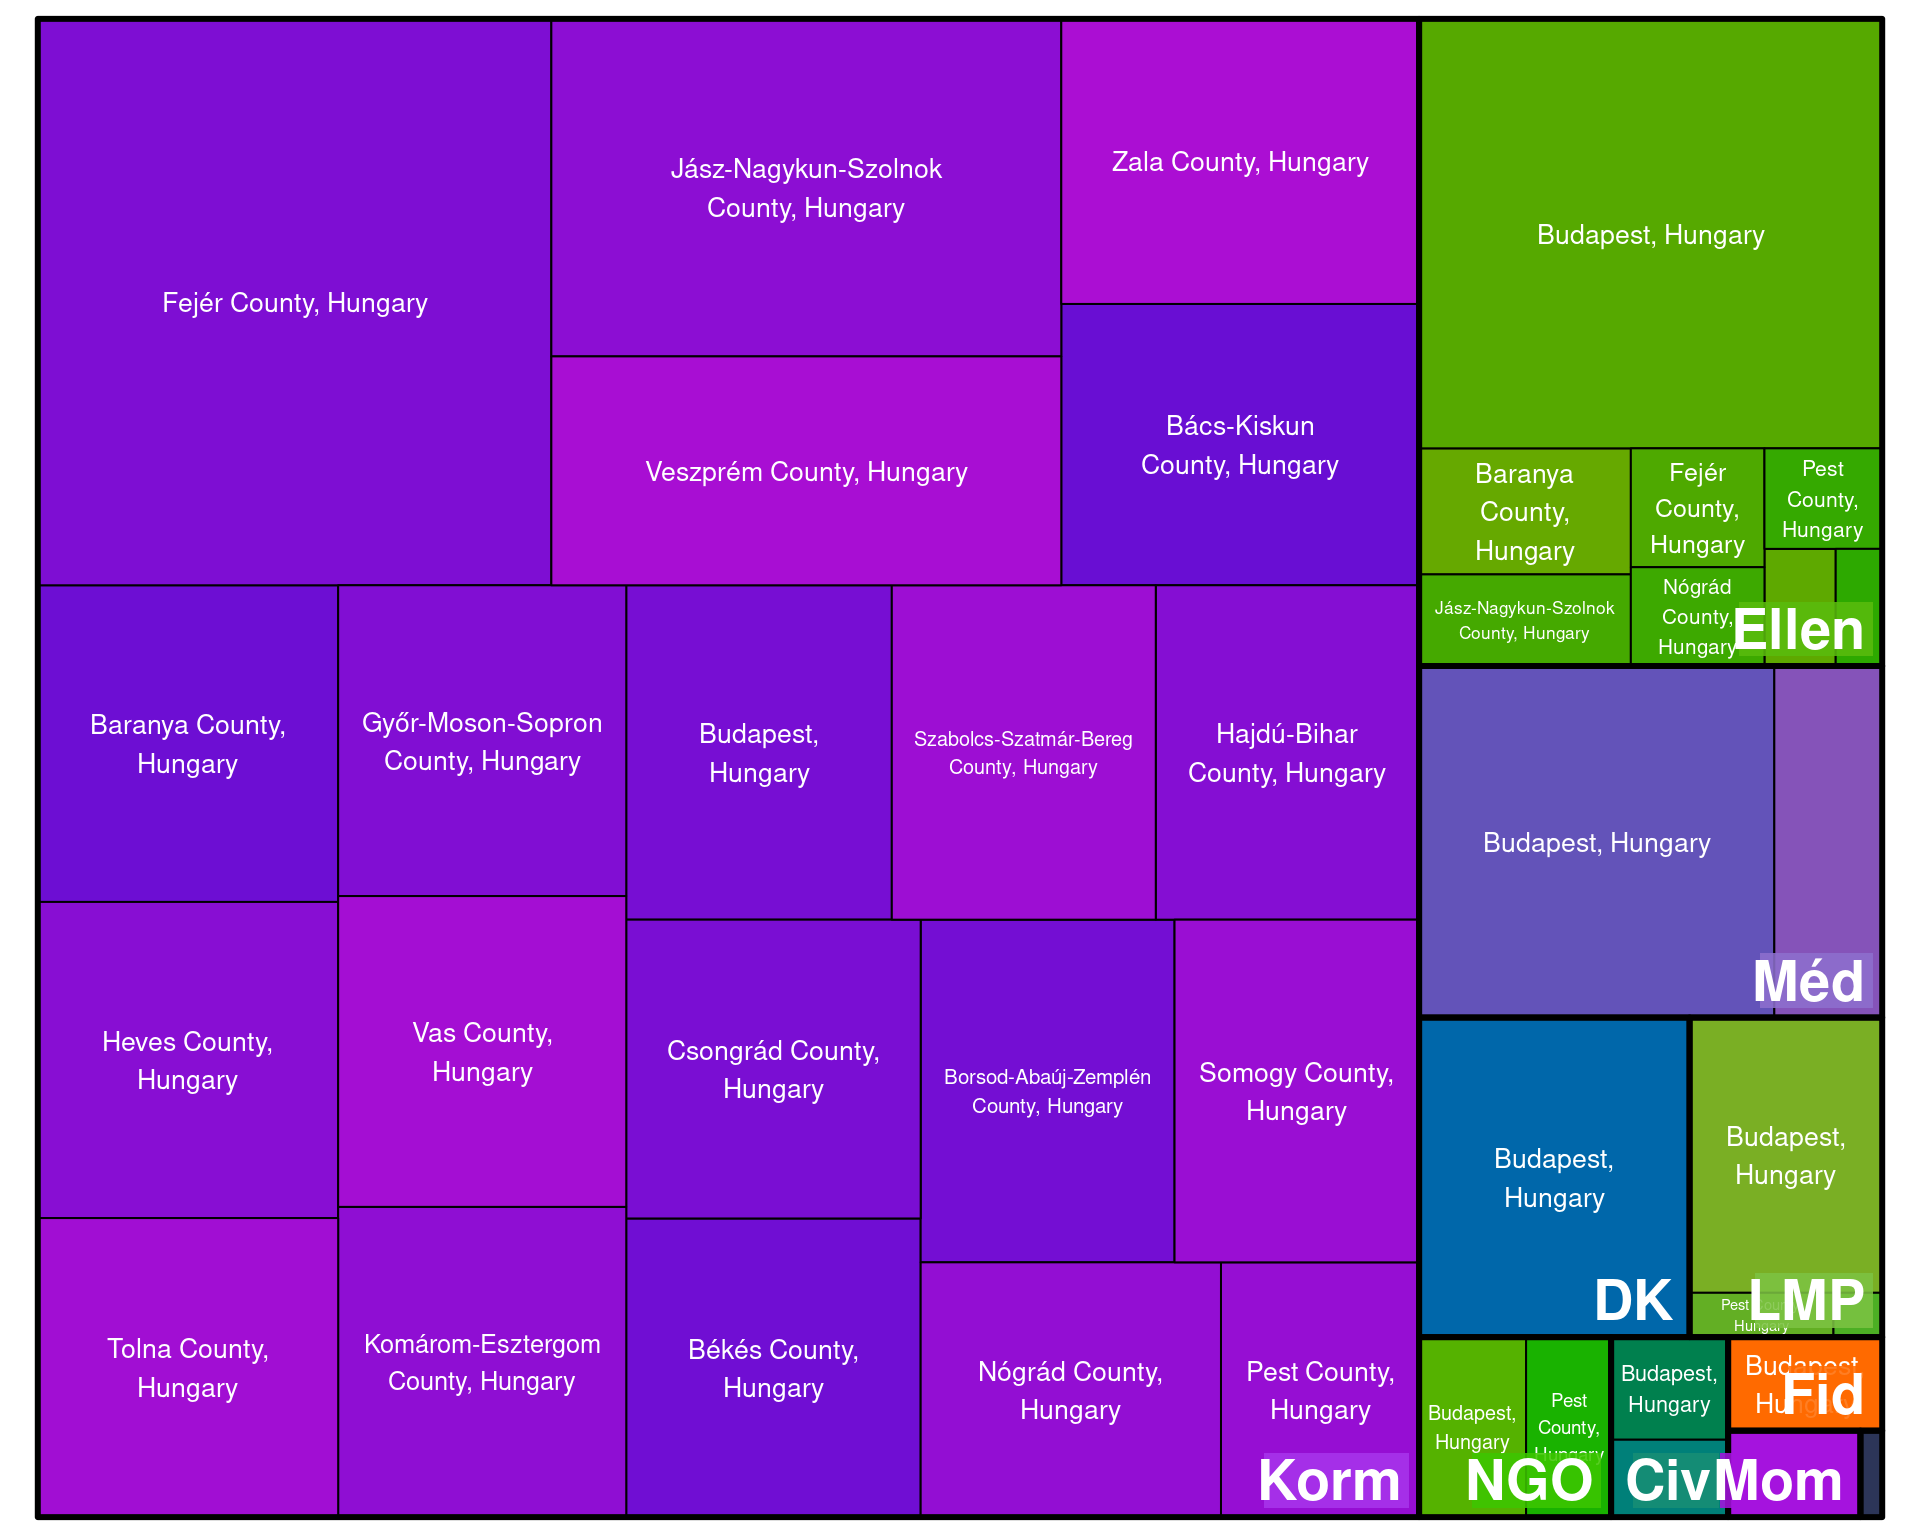 Fejér County, Hungary
Jász-Nagykun-Szolnok
County, Hungary
Zala County, Hungary
Veszprém County, Hungary
Bács-Kiskun
County, Hungary
Baranya County,
Hungary
Győr-Moson-Sopron
County, Hungary
Budapest,
Hungary
Szabolcs-Szatmár-Bereg
County, Hungary
Hajdú-Bihar
County, Hungary
Heves County,
Hungary
Vas County,
Hungary
Csongrád County,
Hungary
Borsod-Abaúj-Zemplén
County, Hungary
Somogy County,
Hungary
Tolna County,
Hungary
Komárom-Esztergom
County, Hungary
Békés County,
Hungary
Nógrád County,
Hungary
Pest County,
Hungary
Korm
Budapest, Hungary
Baranya
County,
Hungary
Fejér
County,
Hungary
Pest
County,
Hungary
Jász-Nagykun-Szolnok
County, Hungary
Nógrád
County,
Hungary
Ellen
Budapest, Hungary
Méd
Budapest,
Hungary
DK
Budapest,
Hungary
Pest County,
Hungary
LMP
Budapest,
Hungary
Pest
County,
Hungary
NGO
Budapest,
Hungary
Civ
Budapest,
Hungary
Fid
Mom